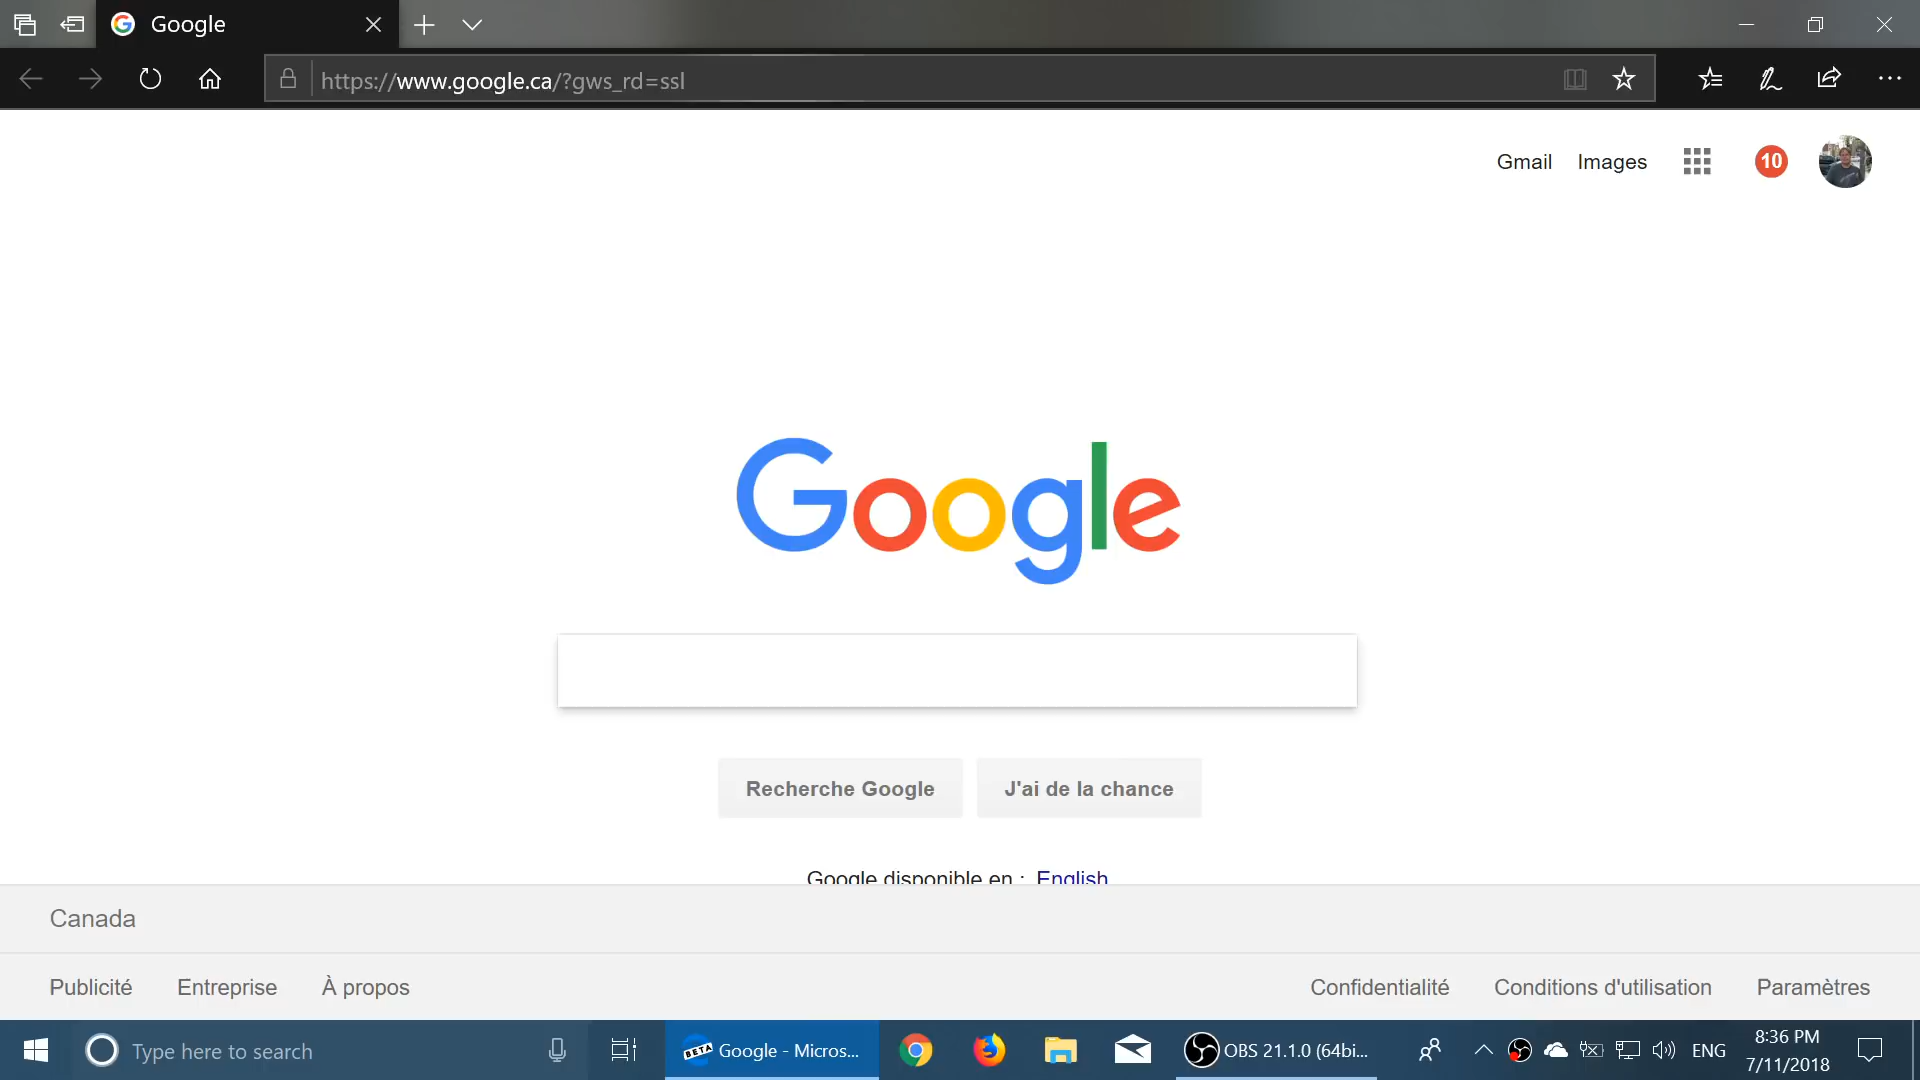 Google
https://www.google.ca/?gws_rd=ssl
Gmail Images 10
Google
Recherche Google J'ai de la chance
Google disponible en : English
Canada
Publicité Entreprise À propos Confidentialité Conditions d'utilisation Paramètres
Type here to search BETA Google - Micros... OBS 21.1.0 (64bi... ENG 8:36 PM
7/11/2018